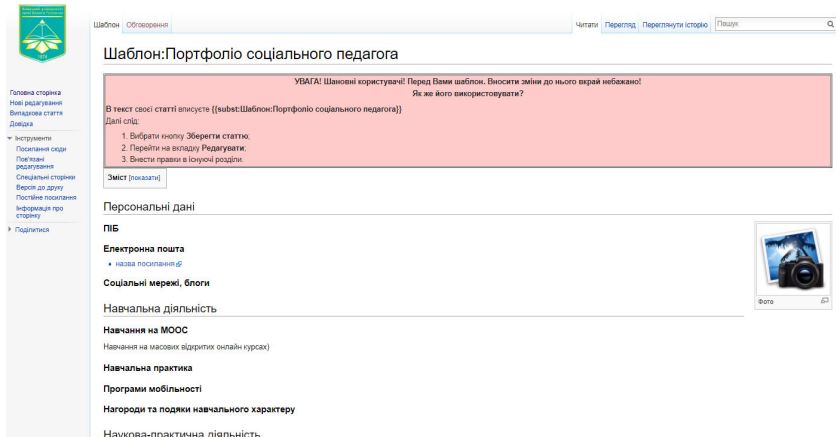 1874
Шаблон Обговорення
Читати Перегляд Переглянути історію Пошук
Шаблон:Портфоліо соціального педагога
УВАГА! Шановні користувачі! Перед Вами шаблон. Вносити зміни до нього вкрай небажано!
Як же його використовувати?
В текст своєї статті вписуєте {{subst:Шаблон:Портфоліо соціального педагога}}
Далі слід:
1. Вибрати кнопку Зберегти статтю;
2. Перейти на вкладку Редагувати;
3. Внести правки в існуючі розділи.
Зміст [показати]
Головна сторінка
Нові редагування
Випадкова стаття
Довідка
Інструменти
Посилання сюди
Пов'язані
редагування
Спеціальні сторінки
Версія до друку
Постійне посилання
Інформація про
сторінку
Поділитися
Персональні дані
ПІБ
Електронна пошта
назва посилання
Соціальні мережі, блоги
Фото
Навчальна діяльність
Навчання на МООС
Навчання на масових відкритих онлайн курсах)
Навчальна практика
Програми мобільності
Нагороди та подяки навчального характеру
Наукова-практична діяльність